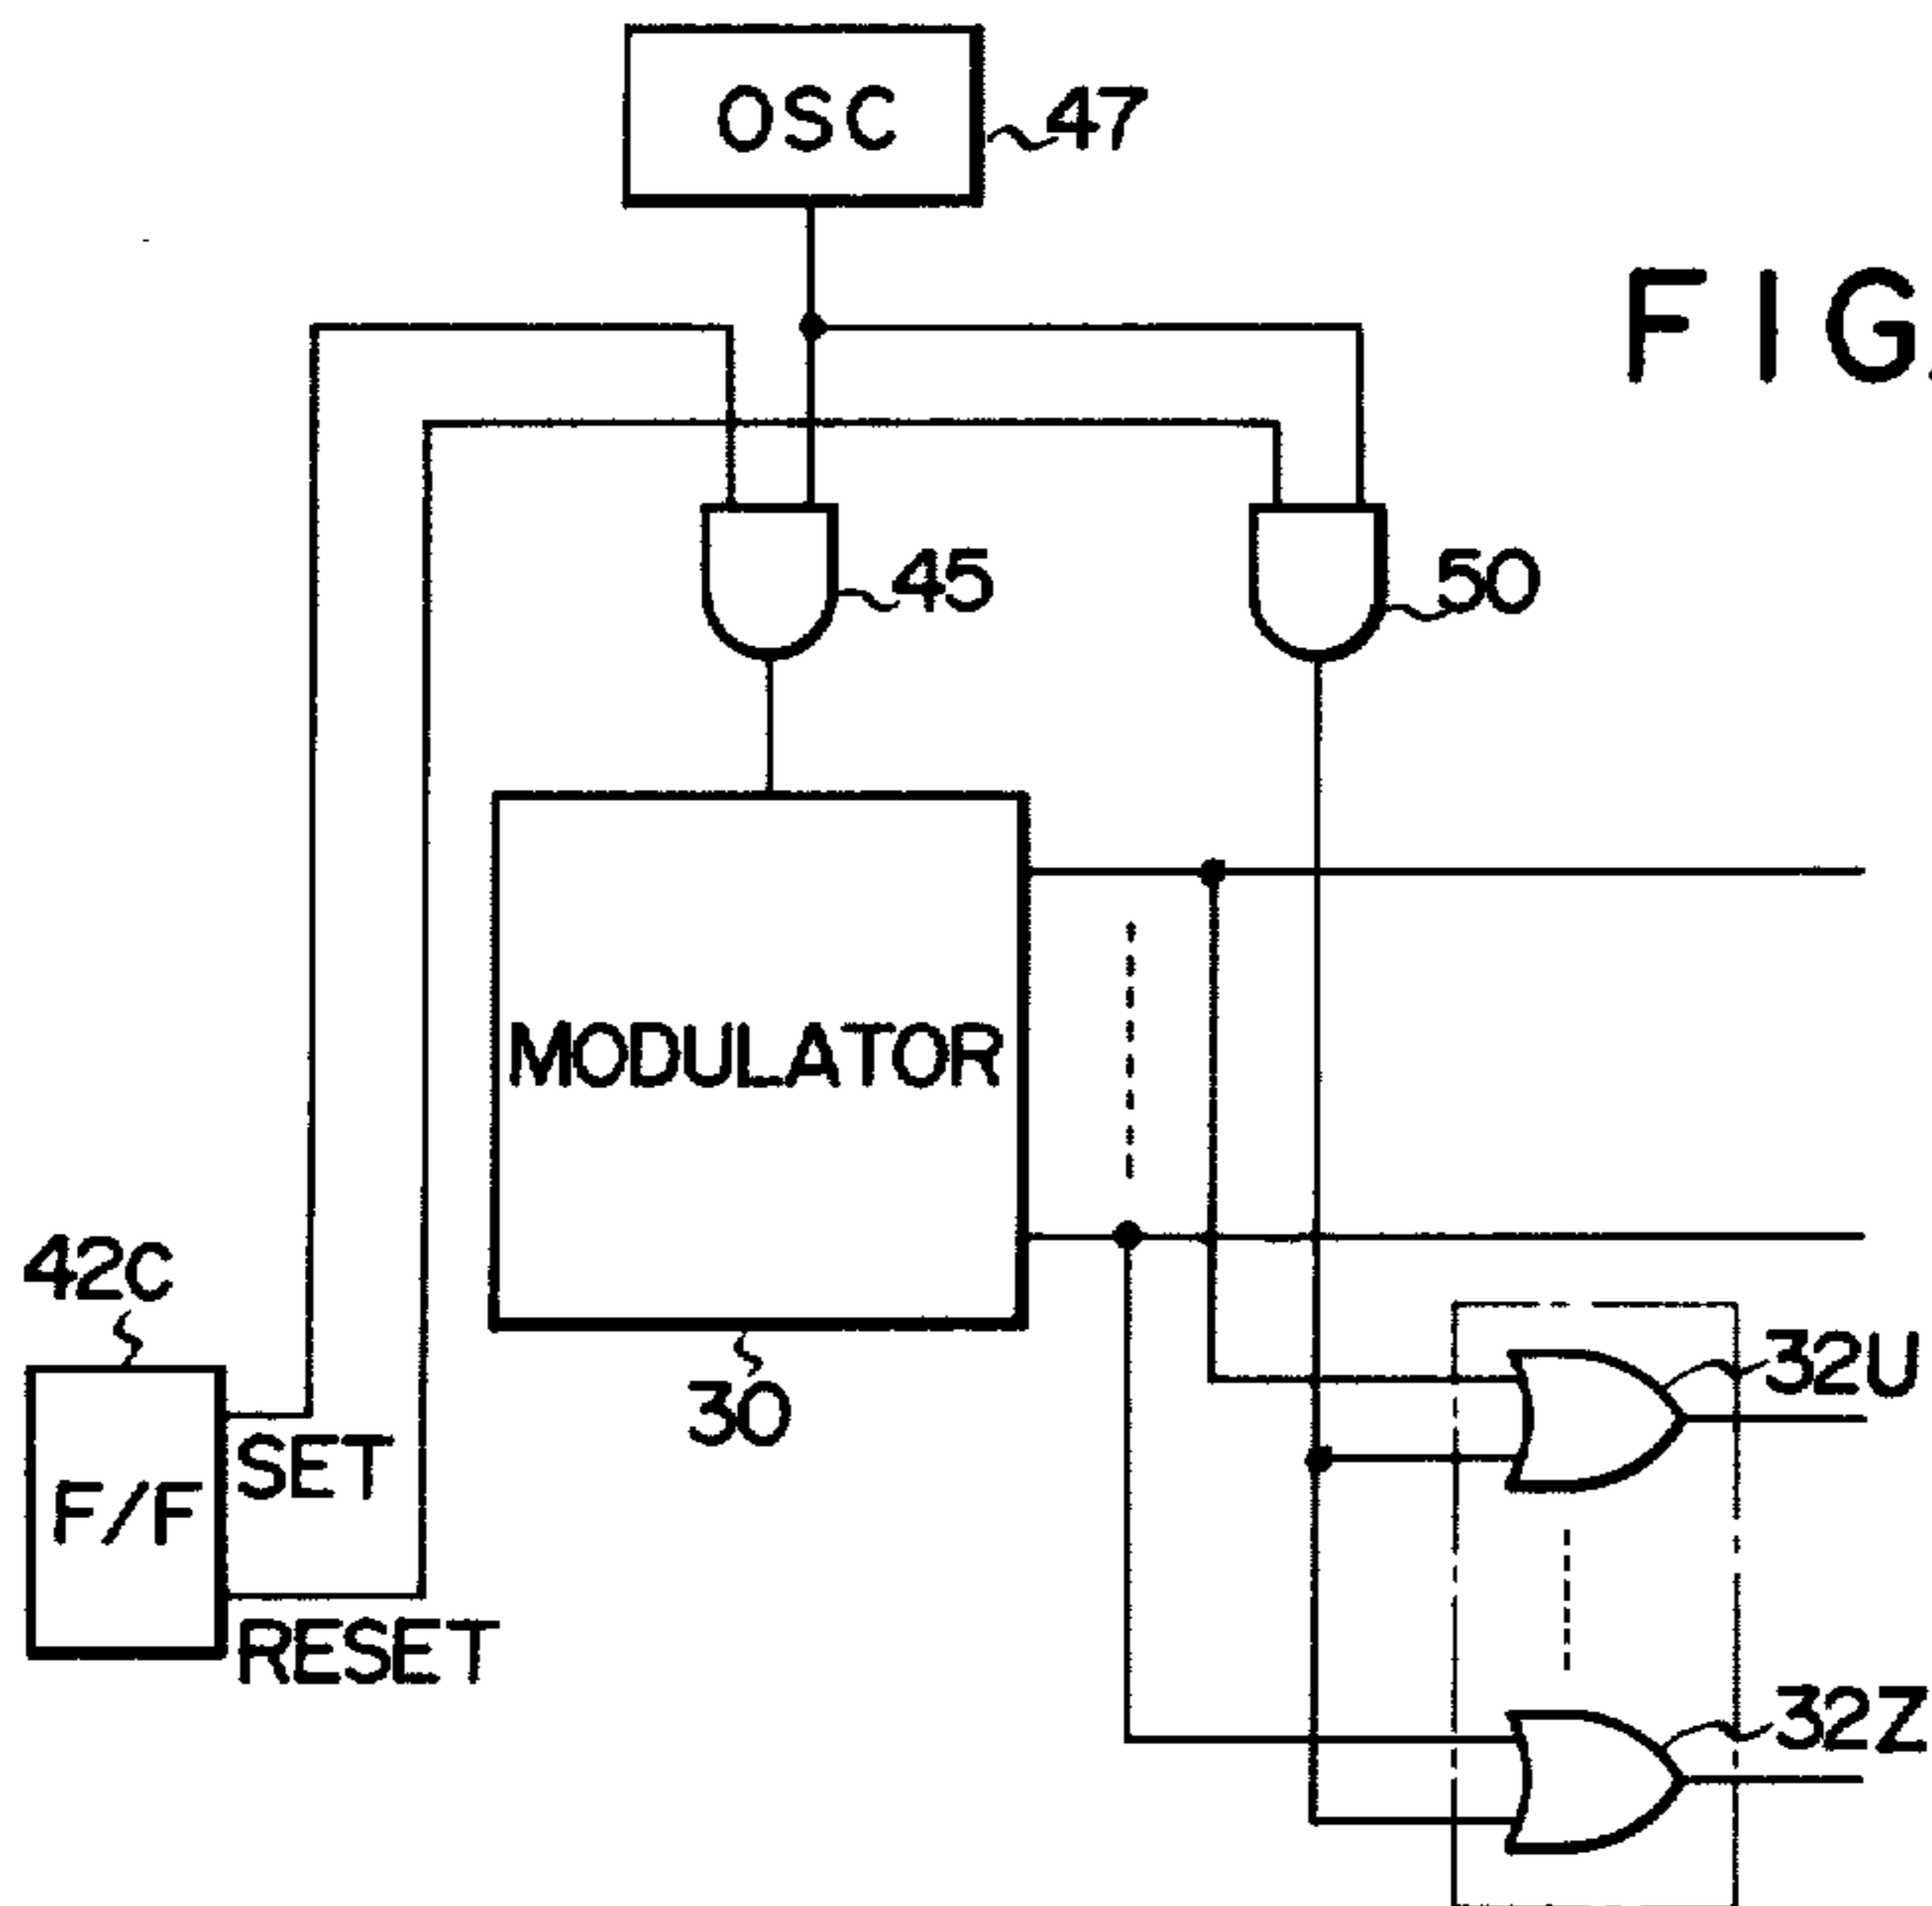 OSC
47
FIG.
45
50
MODULATOR
42C
32U
30
SET
F/F
RESET
32Z